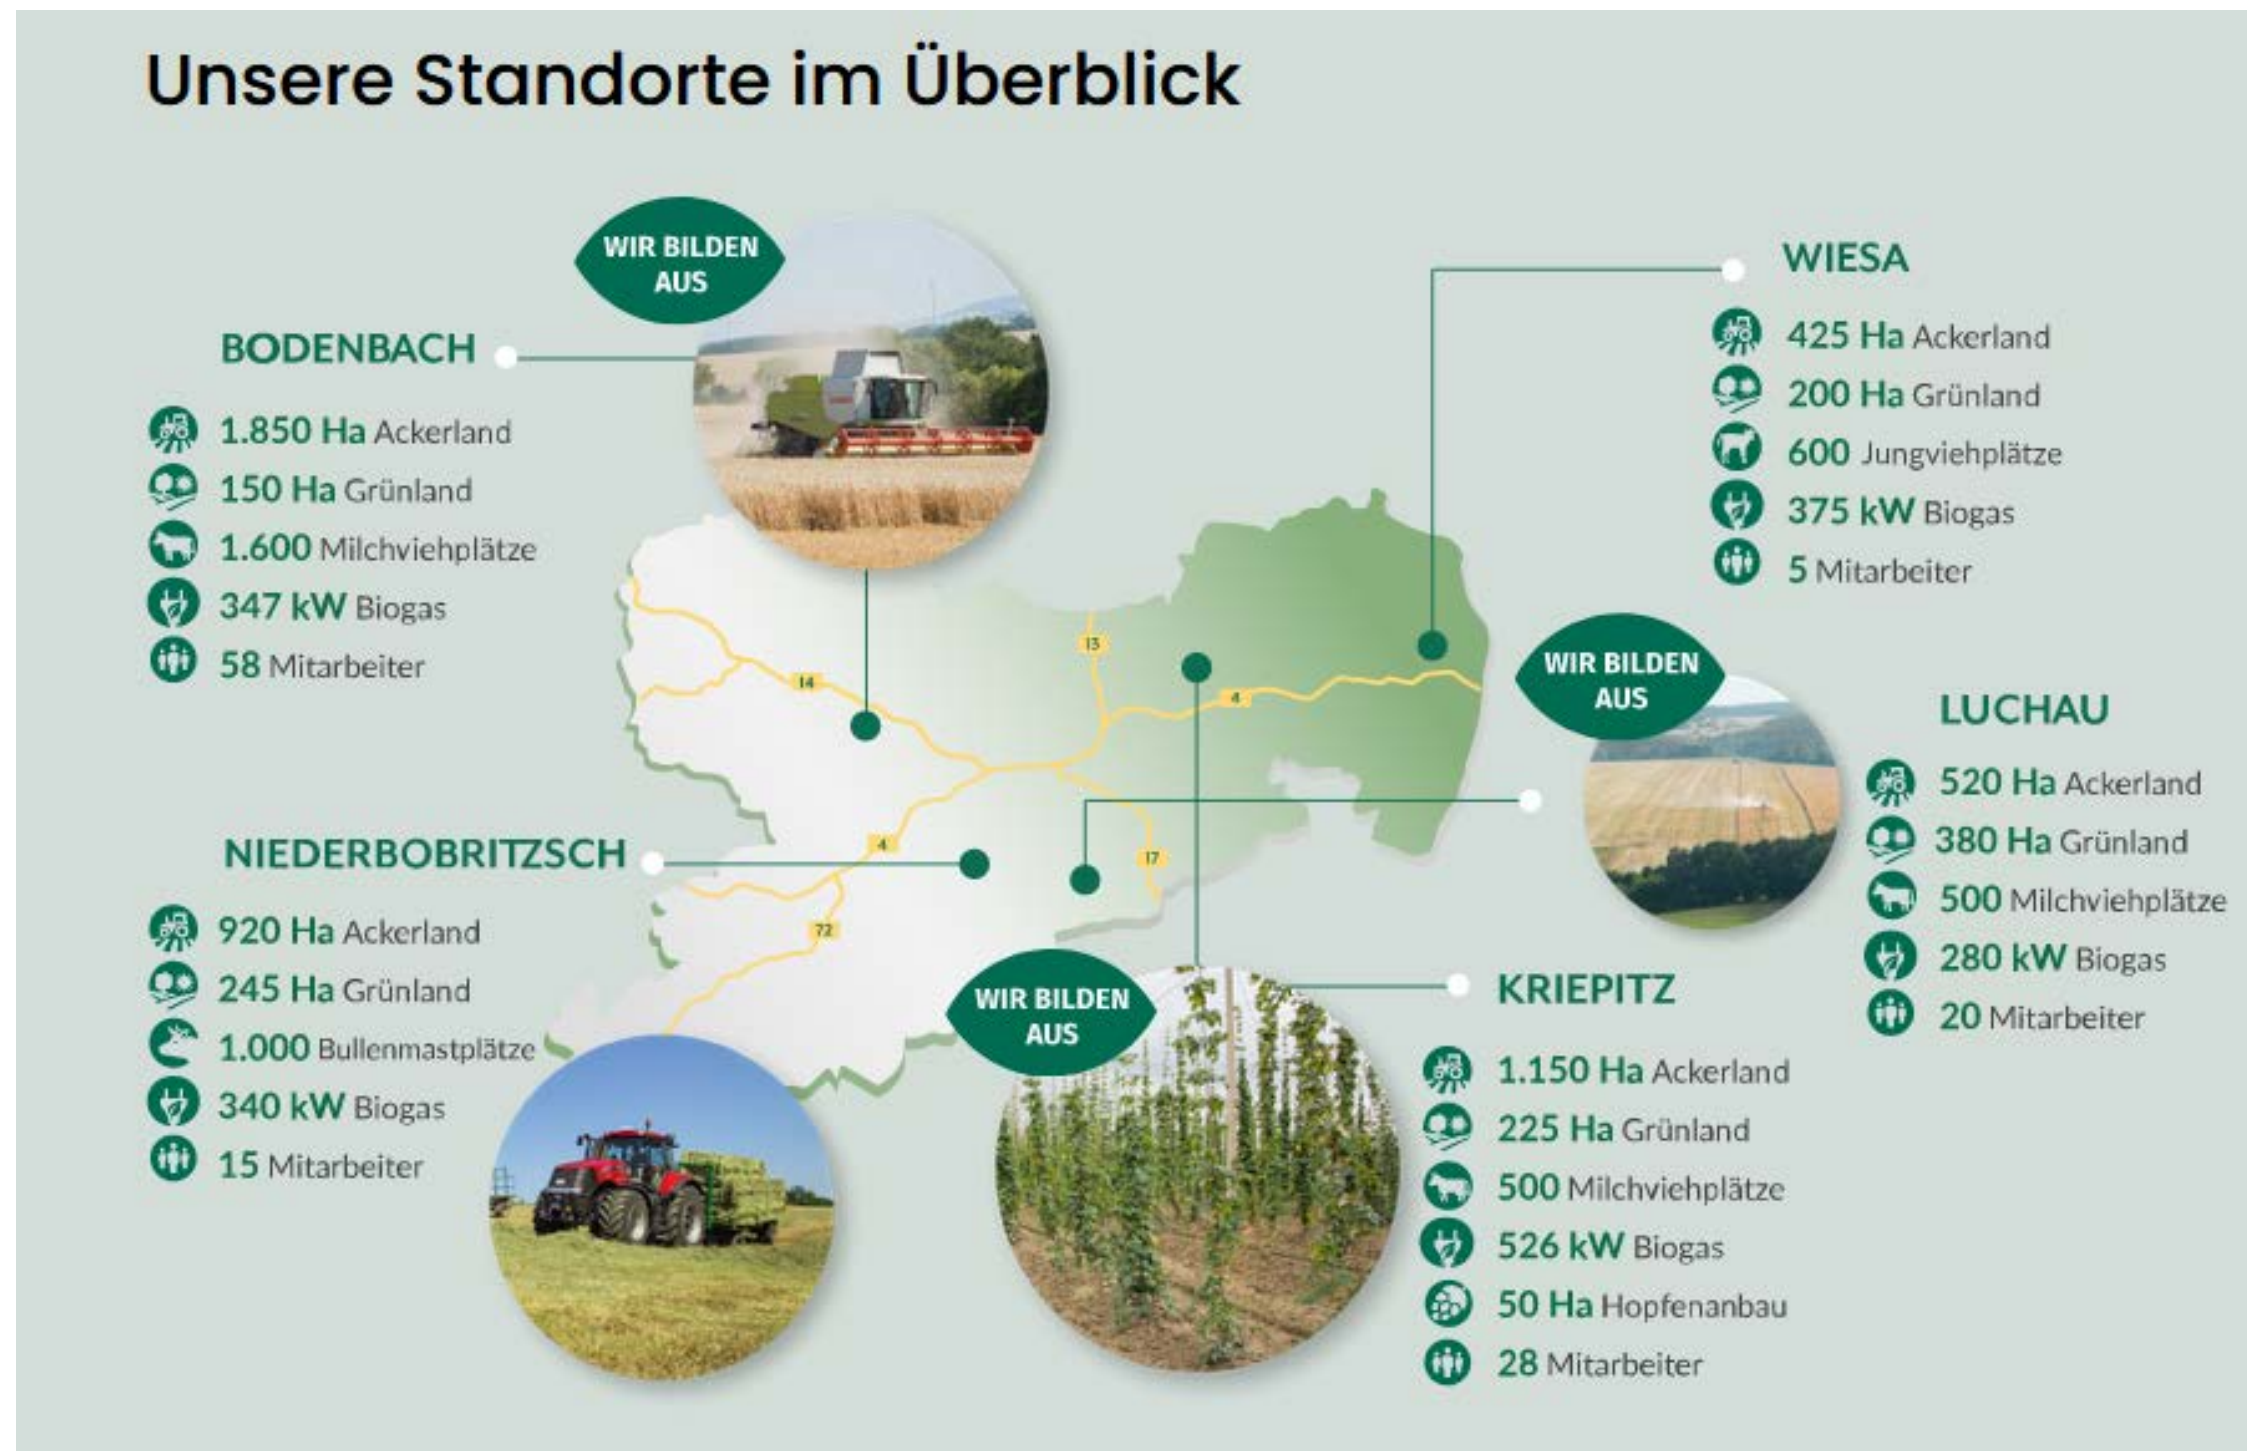 Unsere Standorte im Überblick
WIR BILDEN
AUS
BODENBACH
1.850 Ha Ackerland
150 Ha Grünland
1.600 Milchviehplätze
347 kW Biogas
58 Mitarbeiter
WIESA
425 Ha Ackerland
200 Ha Grünland
600 Jungviehplätze
375 kW Biogas
5 Mitarbeiter
13
14
4
4
17
72
WIR BILDEN
AUS
LUCHAU
520 Ha Ackerland
380 Ha Grünland
500 Milchviehplätze
280 kW Biogas
20 Mitarbeiter
NIEDERBOBRITZSCH
920 Ha Ackerland
245 Ha Grünland
1.000 Bullenmastplätze
340 kW Biogas
15 Mitarbeiter
WIR BILDEN
AUS
KRIEPITZ
1.150 Ha Ackerland
225 Ha Grünland
500 Milchviehplätze
526 kW Biogas
50 Ha Hopfenanbau
28 Mitarbeiter